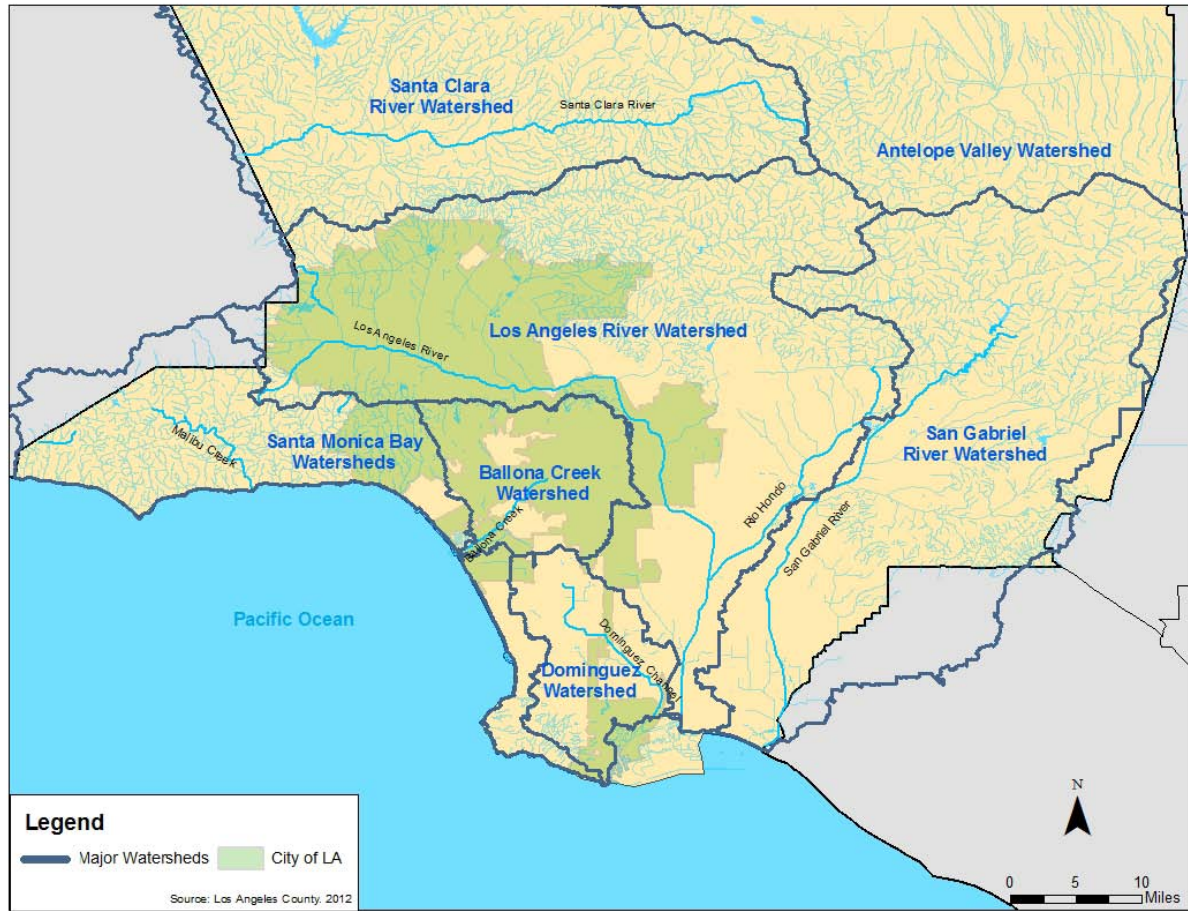 Santa Clara
River Watershed
Santa Clara River
Antelope Valley Watershed
Los Angeles River
Los Angeles River Watershed
Malibu Creek
Santa Monica Bay
Watersheds
Ballona Creek
Watershed
Ballona Creek
San Gabriel
River Watershed
Rio Hondo
San Gabriel River
Pacific Ocean
Dominguez Channel
Dominguez
Watershed
Legend
Major Watersheds
City of LA
Source: Los Angeles County. 2012
N
0 5 10
Miles